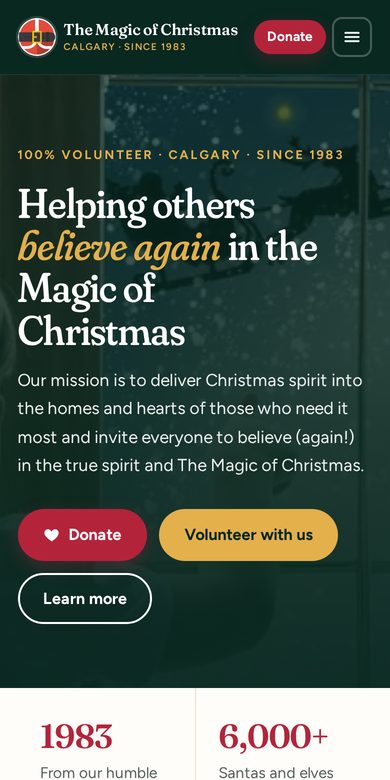 The Magic of Christmas
CALGARY · SINCE 1983
Donate
100% VOLUNTEER · CALGARY · SINCE 1983
Helping others
believe again in the
Magic of
Christmas
Our mission is to deliver Christmas spirit into
the homes and hearts of those who need it
most and invite everyone to believe (again!)
in the true spirit and The Magic of Christmas.
Donate
Volunteer with us
Learn more
1983
6,000+
From our humble
Santas and elves